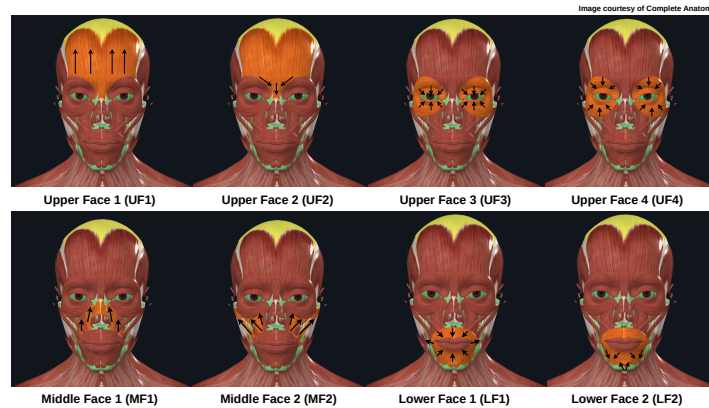 Image courtesy of Complete Anatom
Upper Face 1 (UF1)
Upper Face 2 (UF2)
Upper Face 3 (UF3)
Upper Face 4 (UF4)
Middle Face 1 (MF1)
Middle Face 2 (MF2)
Lower Face 1 (LF1)
Lower Face 2 (LF2)